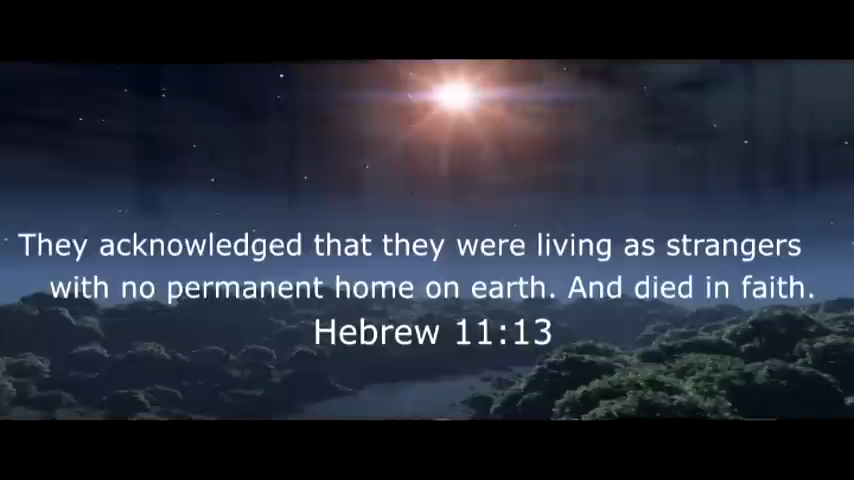 They acknowledged that they were living as strangers
with no permanent home on earth. And died in faith.
Hebrew 11:13